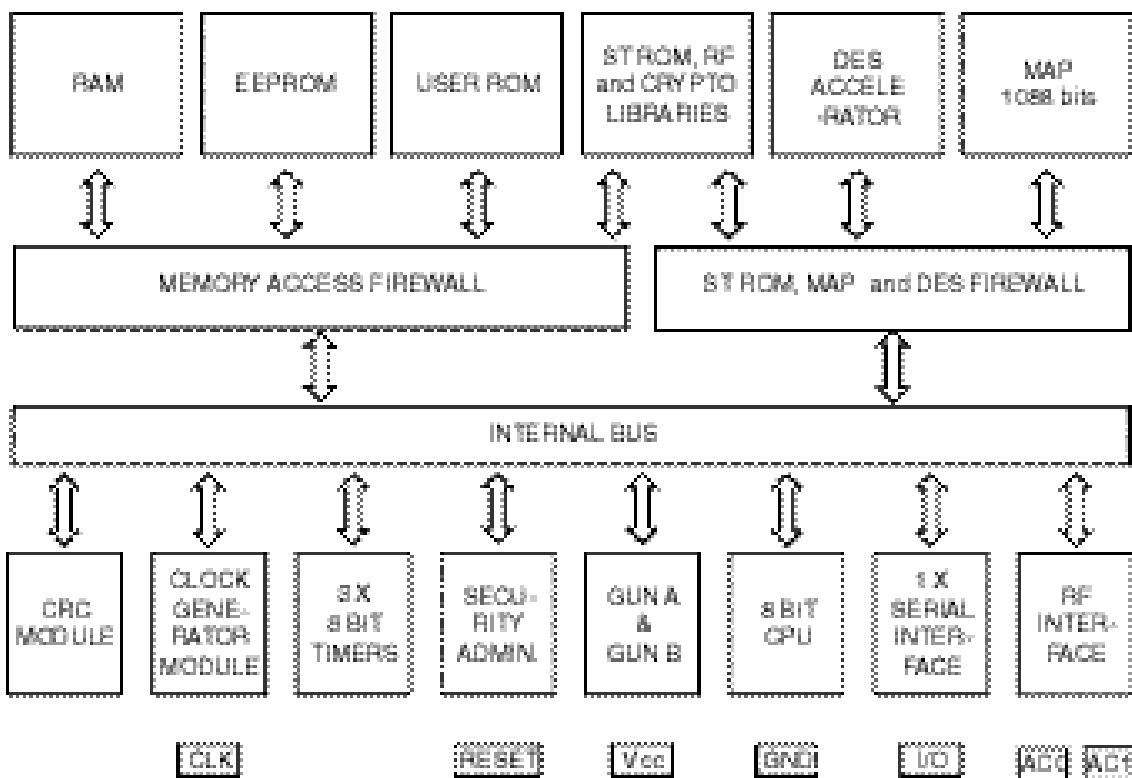 RAM
EEPROM
USER ROM
ST ROM, RF
and CRYPTO
LIBRARIES
DES
ACCELE
-RATOR
MAP
1088 bits
MEMORY ACCESS FIREWALL
ST ROM, MAP and DES FIREWALL
INTERNAL BUS
CRC
MODULE
CLOCK
GENE-
RATOR
MODULE
3 X
8 BIT
TIMERS
SECU-
RITY
ADMIN.
GUN A
&
GUN B
8 BIT
CPU
1 X
SERIAL
INTER-
FACE
RF
INTER-
FACE
CLK
RESET
Vcc
GND
I/O
AC0
AC1